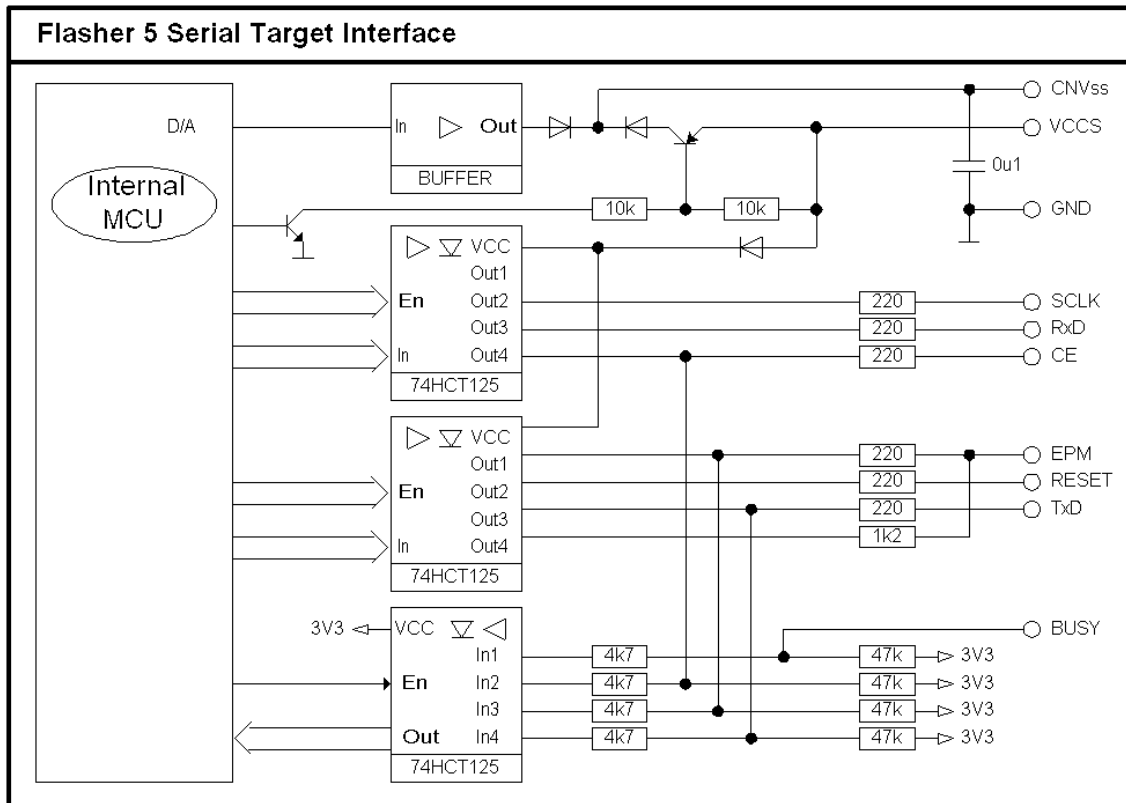 Flasher 5 Serial Target Interface
CNVss
D/A
In
Out
VCCS
Internal
MCU
BUFFER
0u1
10k
10k
GND
VCC
Out1
En
Out2
220
SCLK
Out3
220
RxD
In
Out4
220
CE
74HCT125
VCC
Out1
220
EPM
En
Out2
220
RESET
Out3
220
TxD
In
Out4
1k2
74HCT125
3V3
VCC
BUSY
In1
4k7
47k
3V3
En
In2
4k7
47k
3V3
In3
4k7
47k
3V3
Out
In4
4k7
47k
3V3
74HCT125